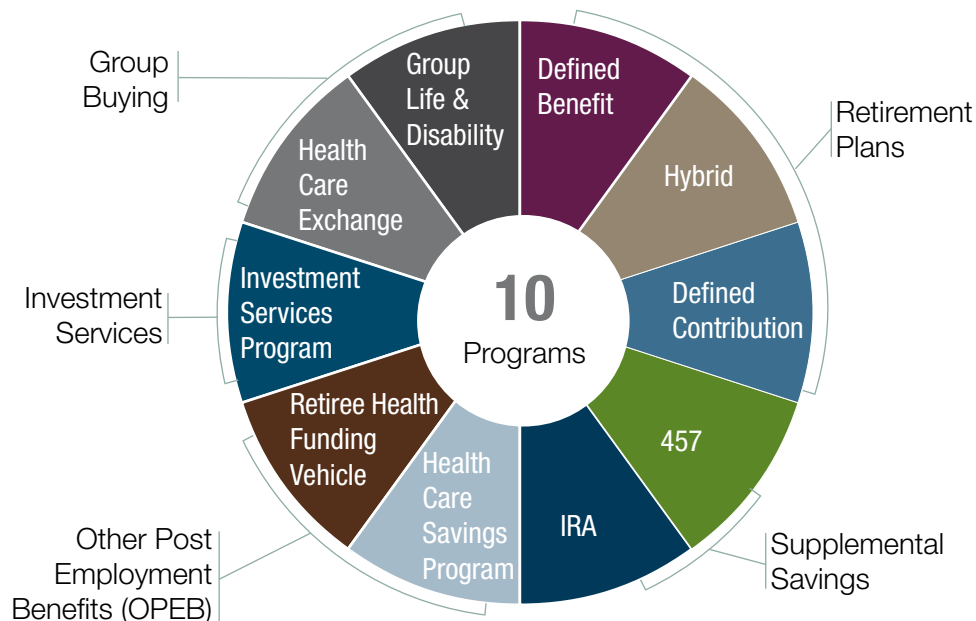 Group
Buying
Group
Life &
Disability
Defined
Benefit
Retirement
Plans
Health
Care
Exchange
Hybrid
Investment
Services
Investment
Services
Program
10
Programs
Defined
Contribution
Retiree Health
Funding
Vehicle
457
Health
Care
Savings
Program
IRA
Other Post
Employment
Benefits (OPEB)
Supplemental
Savings